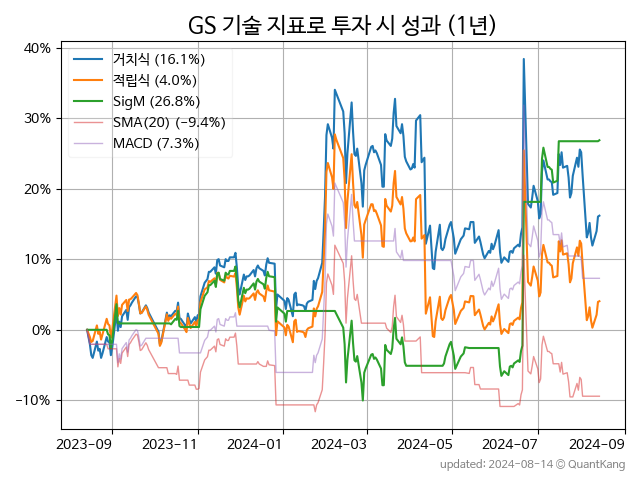 GS 기술 지표로 투자 시 성과 (1년)
거치식 (16.1%)
적립식 (4.0%)
SigM (26.8%)
SMA(20) (−9.4%)
MACD (7.3%)
40%
30%
20%
10%
0%
−10%
2023-09 2023-11 2024-01 2024-03 2024-05 2024-07 2024-09
updated: 2024-08-14 @ QuantKang